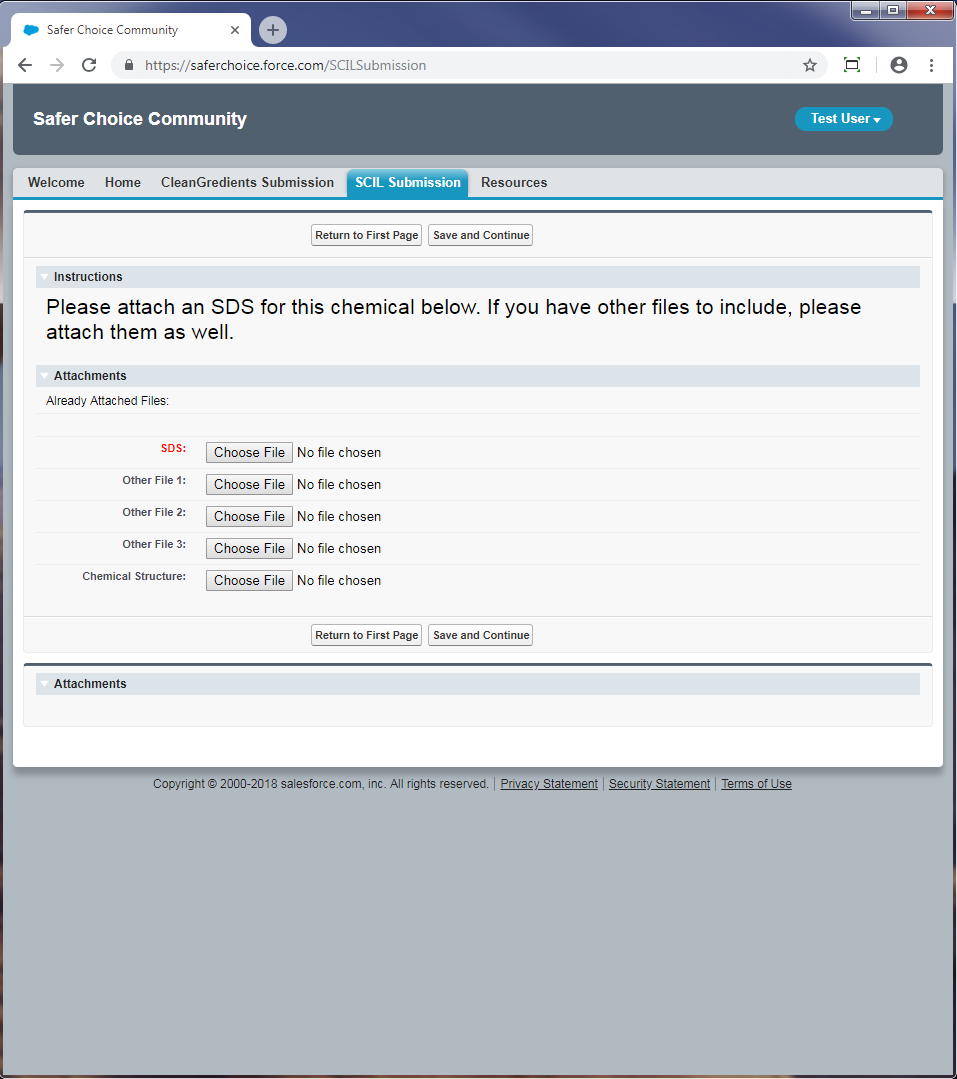 Safer Choice Community
https://saferchoice.force.com/SCILSubmission
Safer Choice Community
Test User
Welcome Home CleanGredients Submission SCIL Submission Resources
Return to First Page Save and Continue
Instructions
Please attach an SDS for this chemical below. If you have other files to include, please
attach them as well.
Attachments
Already Attached Files:
SDS: Choose File No file chosen
Other File 1: Choose File No file chosen
Other File 2: Choose File No file chosen
Other File 3: Choose File No file chosen
Chemical Structure: Choose File No file chosen
Return to First Page Save and Continue
Attachments
Copyright © 2000-2018 salesforce.com, inc. All rights reserved. | Privacy Statement | Security Statement | Terms of Use